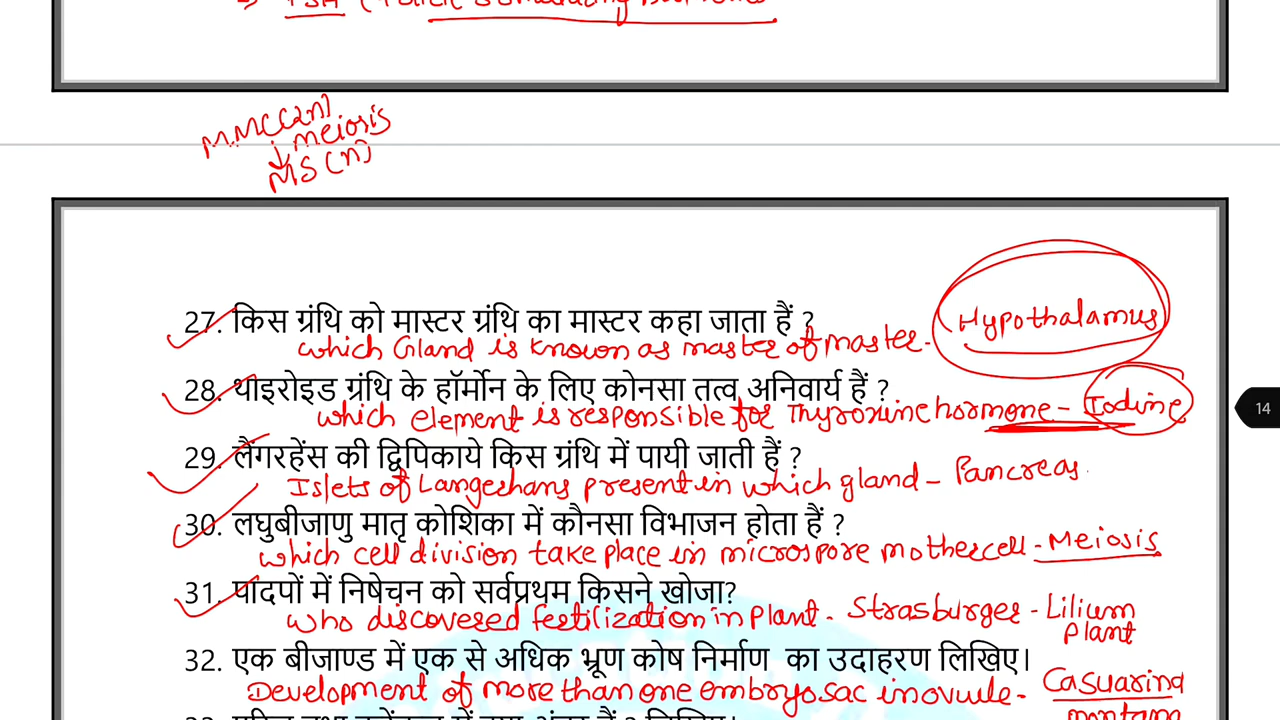 M.MC(2n)
↓ meiosis
MS(n)
27. किस ग्रंथि को मास्टर ग्रंथि का मास्टर कहा जाता हैं ?
which Gland is known as master of master - Hypothalamus
28. थाइरोइड ग्रंथि के हॉर्मोन के लिए कोनसा तत्व अनिवार्य हैं ?
which element is responsible for Thyroxine hormone - Iodine
14
29. लैंगरहेंस की द्विपिकाये किस ग्रंथि में पायी जाती हैं ?
Islets of Langerhans present in which gland - Pancreas
30. लघुबीजाणु मातृ कोशिका में कौनसा विभाजन होता हैं ?
which cell division take place in microspore mothercell - Meiosis
31. पादपों में निषेचन को सर्वप्रथम किसने खोजा?
who discovered fertilization in plant - Strasburger - Lilium
Plant
32. एक बीजाण्ड में एक से अधिक भ्रूण कोष निर्माण का उदाहरण लिखिए।
Development of more than one embryo sac in ovule - Casuarina